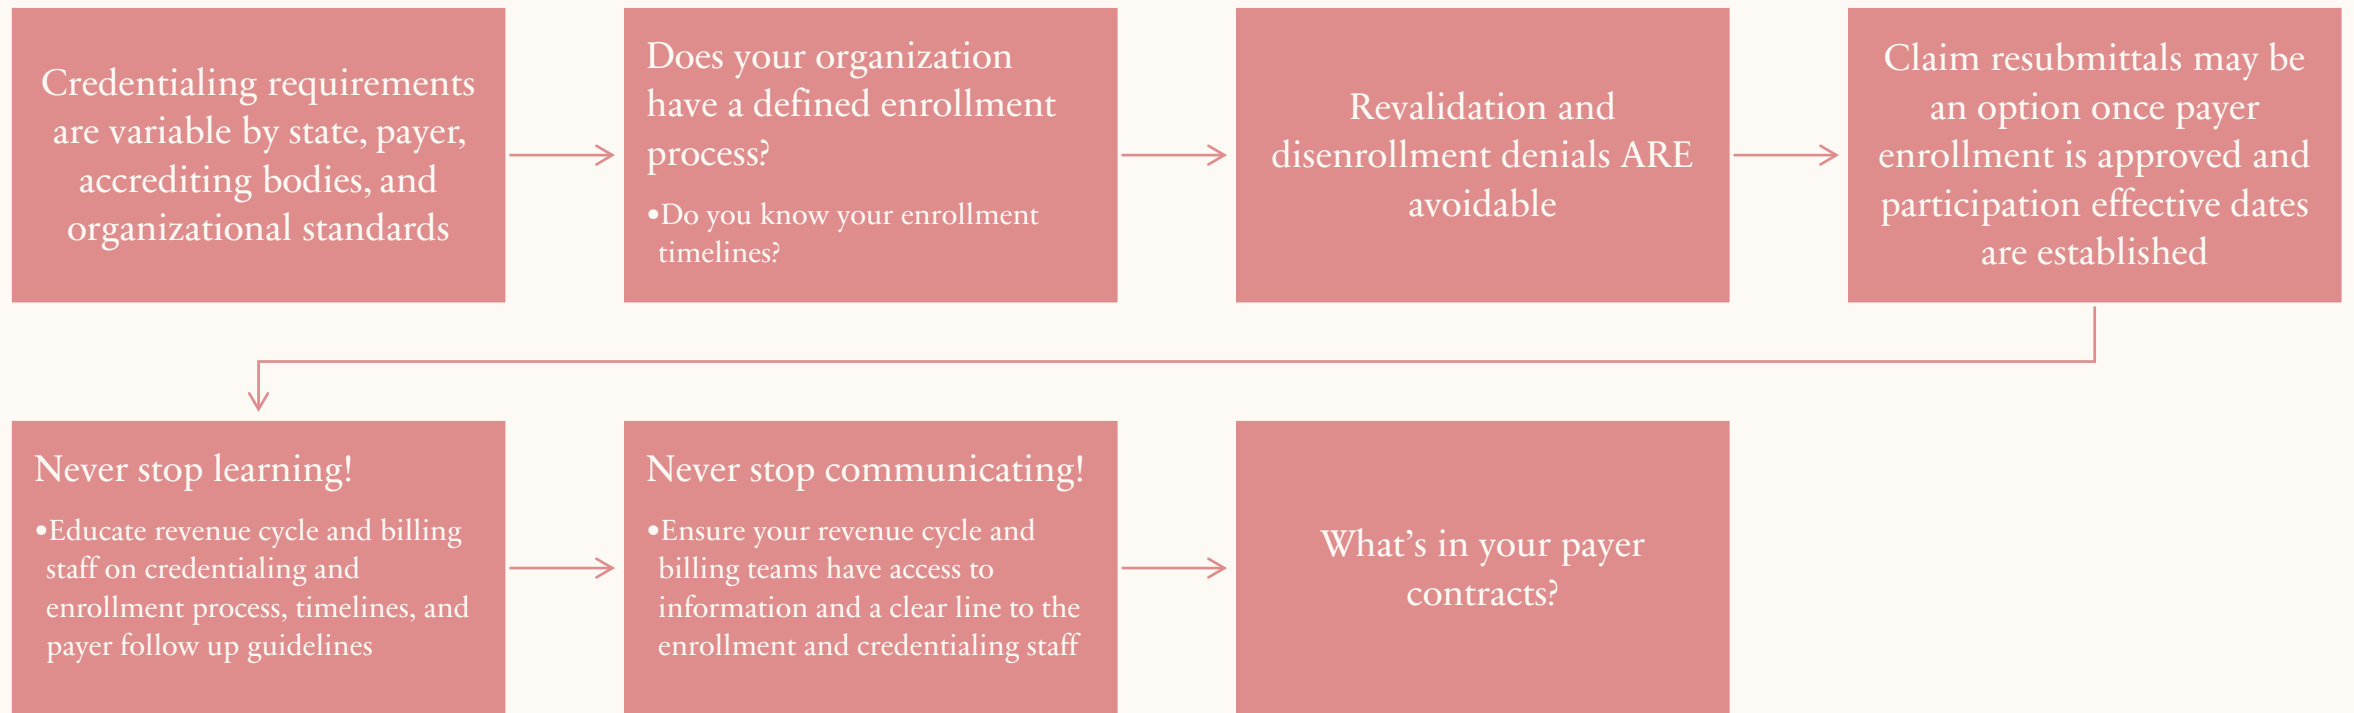 Credentialing requirements
are variable by state, payer,
accrediting bodies, and
organizational standards
Does your organization
have a defined enrollment
process?
•Do you know your enrollment
timelines?
Revalidation and
disenrollment denials ARE
avoidable
Claim resubmittals may be
an option once payer
enrollment is approved and
participation effective dates
are established
Never stop learning!
•Educate revenue cycle and billing
staff on credentialing and
enrollment process, timelines, and
payer follow up guidelines
Never stop communicating!
•Ensure your revenue cycle and
billing teams have access to
information and a clear line to the
enrollment and credentialing staff
What’s in your payer
contracts?